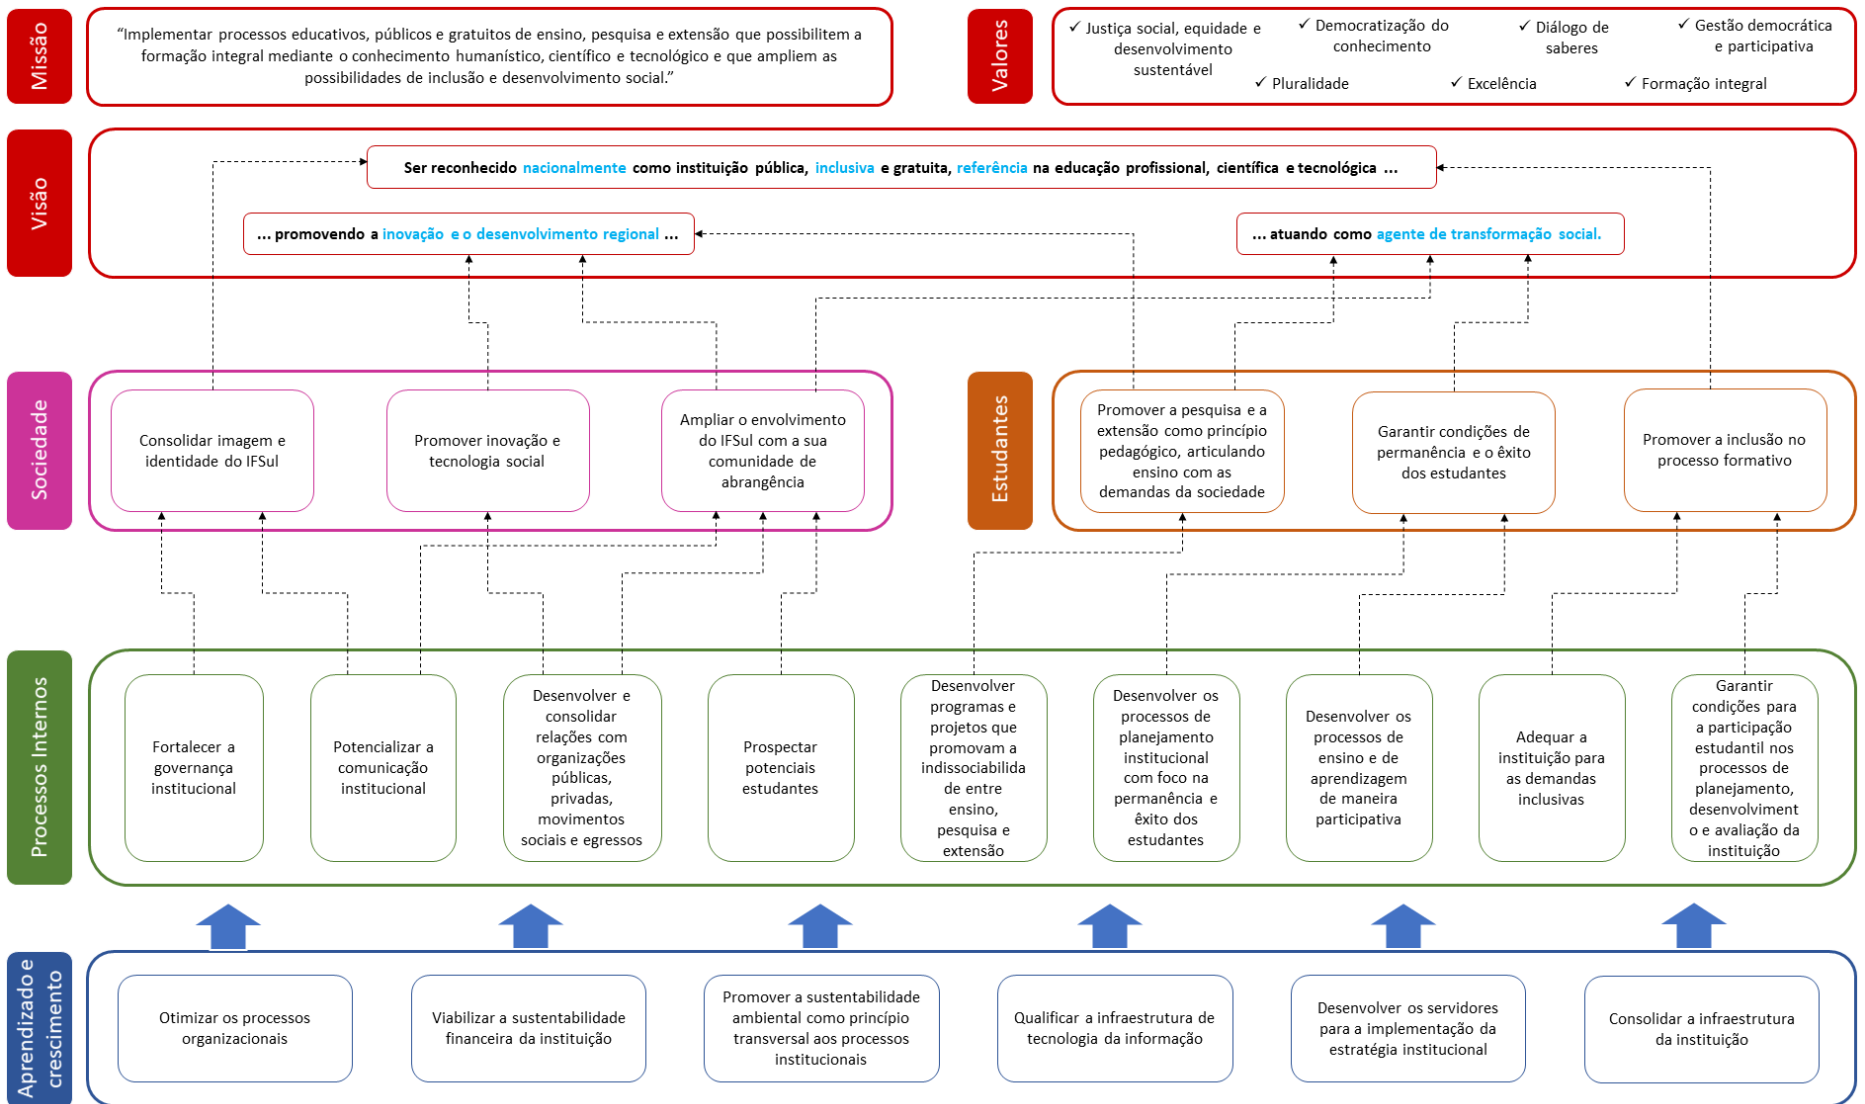 Missão
“Implementar processos educativos, públicos e gratuitos de ensino, pesquisa e extensão que possibilitem a
formação integral mediante o conhecimento humanístico, científico e tecnológico e que ampliem as
possibilidades de inclusão e desenvolvimento social.”
Valores
✓ Justiça social, equidade e
desenvolvimento
sustentável
✓ Democratização do
conhecimento
✓ Diálogo de
saberes
✓ Gestão democrática
e participativa
✓ Pluralidade
✓ Excelência
✓ Formação integral
Visão
Ser reconhecido nacionalmente como instituição pública, inclusiva e gratuita, referência na educação profissional, científica e tecnológica ...
... promovendo a inovação e o desenvolvimento regional ...
... atuando como agente de transformação social.
Sociedade
Consolidar imagem e
identidade do IFSul
Promover inovação e
tecnologia social
Ampliar o envolvimento
do IFSul com a sua
comunidade de
abrangência
Estudantes
Promover a pesquisa e a
extensão como princípio
pedagógico, articulando
ensino com as
demandas da sociedade
Garantir condições de
permanência e o êxito
dos estudantes
Promover a inclusão no
processo formativo
Processos Internos
Fortalecer a
governança
institucional
Potencializar a
comunicação
institucional
Desenvolver e
consolidar
relações com
organizações
públicas,
privadas,
movimentos
sociais e egressos
Prospectar
potenciais
estudantes
Desenvolver
programas e
projetos que
promovam a
indissociabilida
de entre
ensino,
pesquisa e
extensão
Desenvolver os
processos de
planejamento
institucional
com foco na
permanência e
êxito dos
estudantes
Desenvolver os
processos de
ensino e de
aprendizagem
de maneira
participativa
Adequar a
instituição para
as demandas
inclusivas
Garantir
condições para
a participação
estudantil nos
processos de
planejamento,
desenvolviment
o e avaliação da
instituição
Aprendizado e
crescimento
Otimizar os processos
organizacionais
Viabilizar a sustentabilidade
financeira da instituição
Promover a sustentabilidade
ambiental como princípio
transversal aos processos
institucionais
Qualificar a infraestrutura de
tecnologia da informação
Desenvolver os servidores
para a implementação da
estratégia institucional
Consolidar a infraestrutura
da instituição